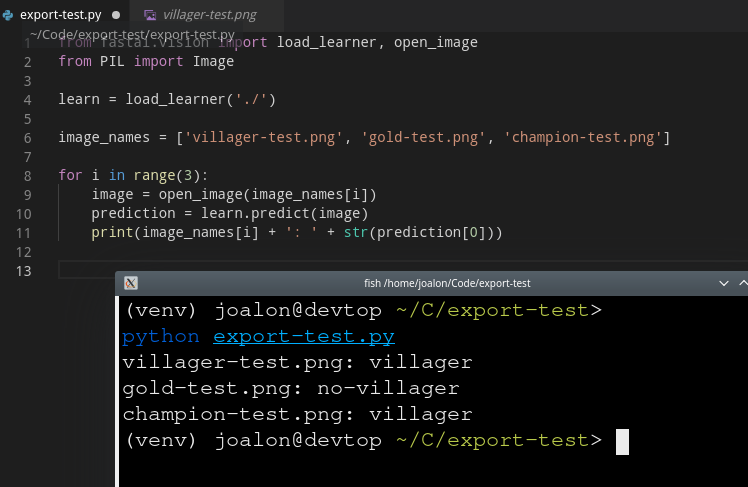 export-test.py ● villager-test.png
~/Code/export-test/export-test.py
1 from fastai.vision import load_learner, open_image
2 from PIL import Image
3
4 learn = load_learner('./')
5
6 image_names = ['villager-test.png', 'gold-test.png', 'champion-test.png']
7
8 for i in range(3):
9     image = open_image(image_names[i])
10     prediction = learn.predict(image)
11     print(image_names[i] + ': ' + str(prediction[0]))
12
13
fish /home/joalon/Code/export-test
(venv) joalon@devtop ~/C/export-test>
python export-test.py
villager-test.png: villager
gold-test.png: no-villager
champion-test.png: villager
(venv) joalon@devtop ~/C/export-test>